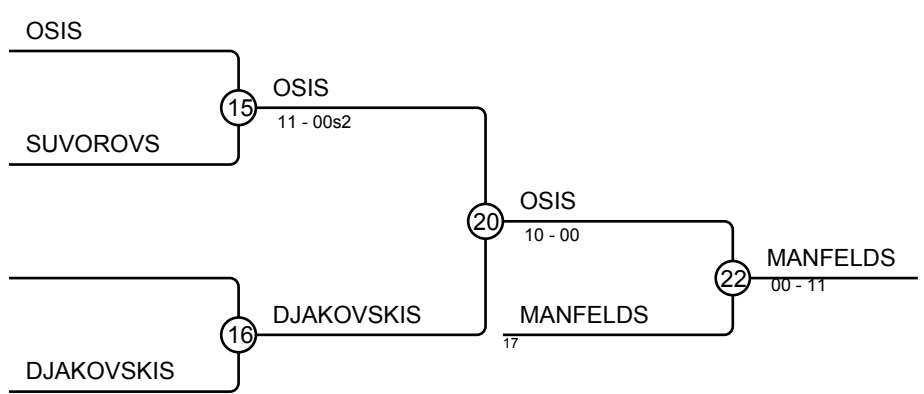 OSIS
15
OSIS
11 - 00s2
SUVOROVS
20
OSIS
10 - 00
22
MANFELDS
00 - 11
16
DJAKOVSKIS
MANFELDS
17
DJAKOVSKIS